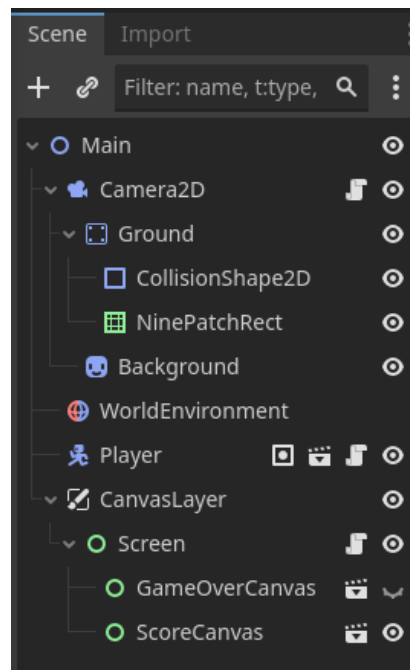 Scene Import
Filter: name, t:type,
Main
Camera2D
Ground
CollisionShape2D
NinePatchRect
Background
WorldEnvironment
Player
CanvasLayer
Screen
GameOverCanvas
ScoreCanvas